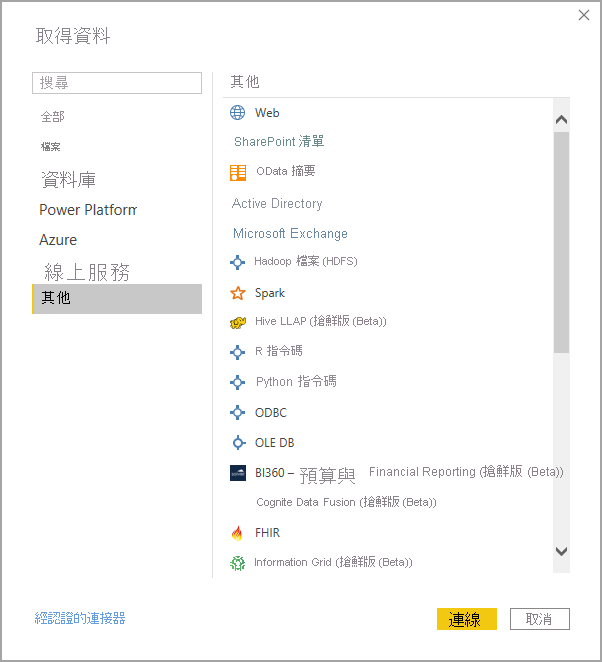 取得資料
搜尋
全部
檔案
資料庫
Power Platform
Azure
線上服務
其他
其他
Web
SharePoint 清單
OData 摘要
Active Directory
Microsoft Exchange
Hadoop 檔案 (HDFS)
Spark
Hive LLAP (搶鮮版 (Beta))
R 指令碼
Python 指令碼
ODBC
OLE DB
BI360 – 預算與 Financial Reporting (搶鮮版 (Beta))
Cognite Data Fusion (搶鮮版 (Beta))
FHIR
Information Grid (搶鮮版 (Beta))
經認證的連接器
連線
取消